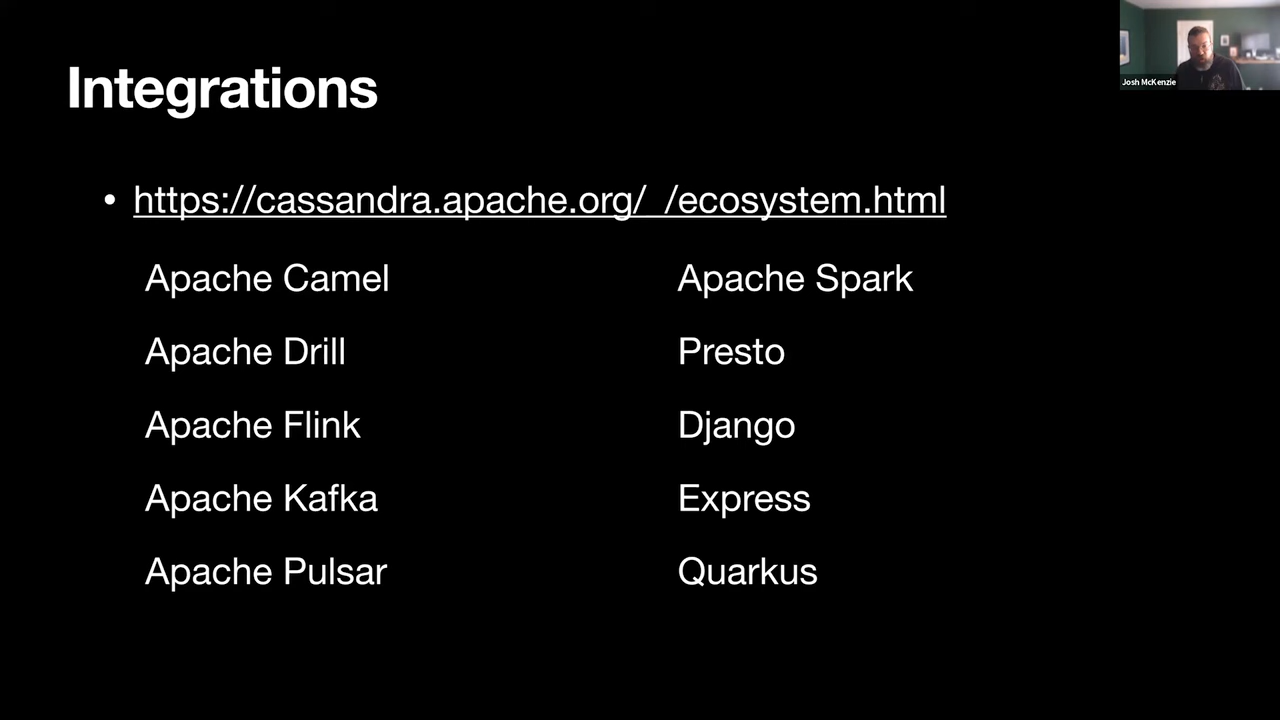 Integrations
• https://cassandra.apache.org/_/ecosystem.html
Apache Camel
Apache Drill
Apache Flink
Apache Kafka
Apache Pulsar
Apache Spark
Presto
Django
Express
Quarkus
Josh McKenzie